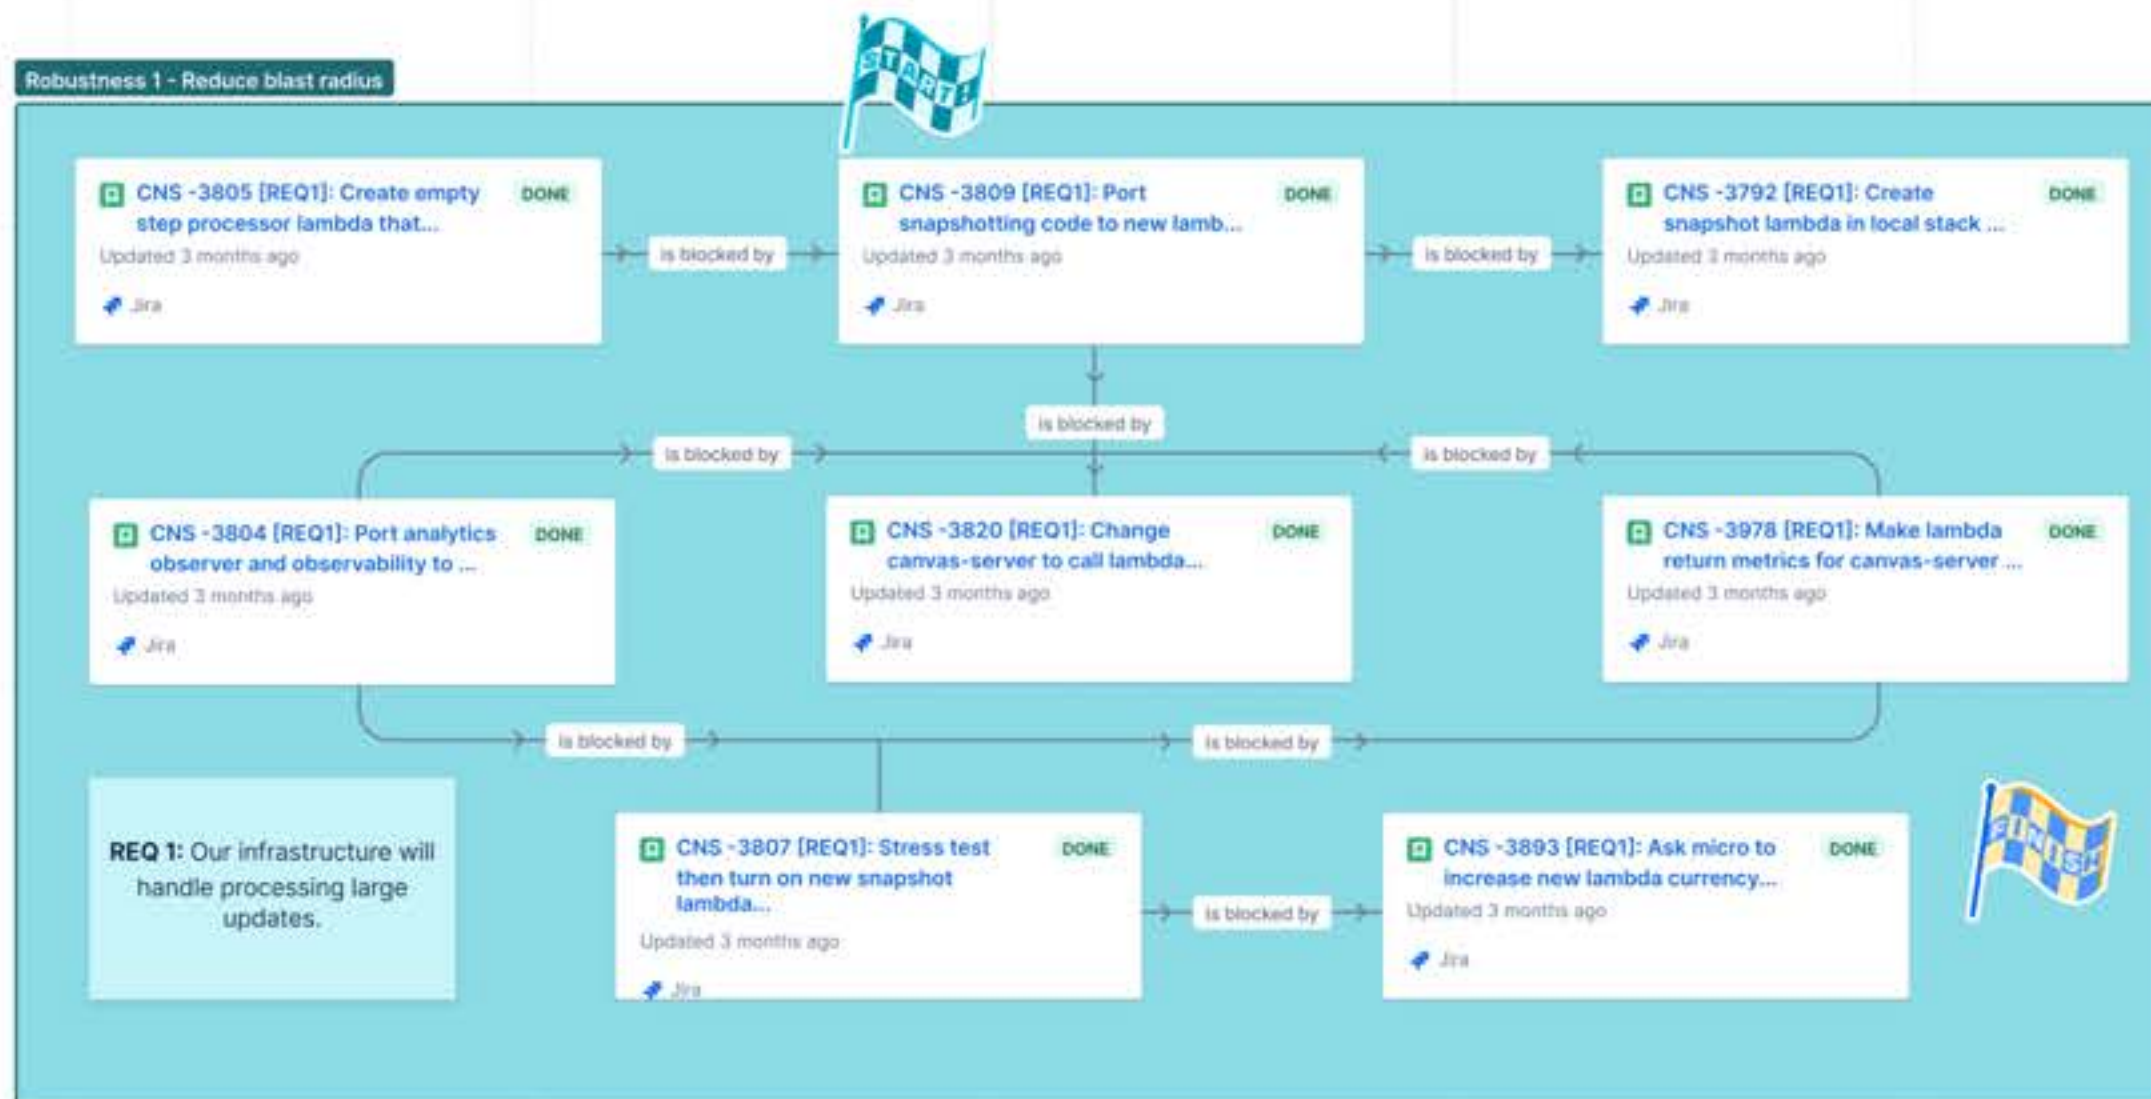 START!
Robustness 1 - Reduce blast radius
CNS -3805 [REQ1]: Create empty
step processor lambda that...
DONE
Updated 3 months ago
Jira
is blocked by
CNS -3809 [REQ1]: Port
snapshotting code to new lamb...
DONE
Updated 3 months ago
Jira
is blocked by
CNS -3792 [REQ1]: Create
snapshot lambda in local stack ...
DONE
Updated 3 months ago
Jira
is blocked by
is blocked by
is blocked by
CNS -3804 [REQ1]: Port analytics
observer and observability to ...
DONE
Updated 3 months ago
Jira
CNS -3820 [REQ1]: Change
canvas-server to call lambda...
DONE
Updated 3 months ago
Jira
CNS -3978 [REQ1]: Make lambda
return metrics for canvas-server ...
DONE
Updated 3 months ago
Jira
is blocked by
is blocked by
REQ 1: Our infrastructure will
handle processing large
updates.
CNS -3807 [REQ1]: Stress test
then turn on new snapshot
lambda...
DONE
Updated 3 months ago
Jira
is blocked by
CNS -3893 [REQ1]: Ask micro to
increase new lambda currency...
DONE
Updated 3 months ago
Jira
FINISH